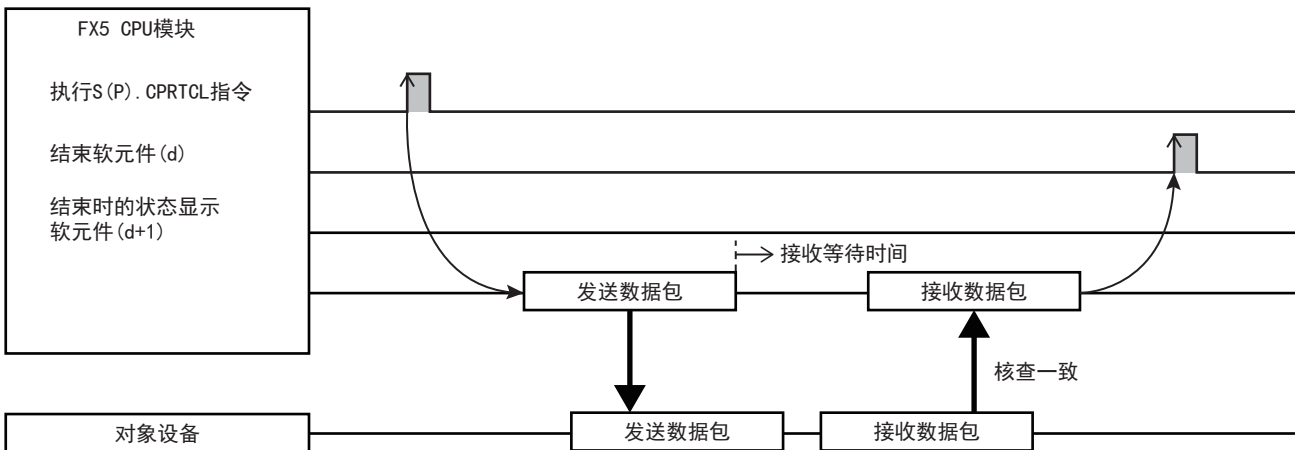 FX5 CPU模块
执行S(P).CPRTCL指令
结束软元件(d)
结束时的状态显示
软元件(d+1)
接收等待时间
发送数据包
接收数据包
核查一致
对象设备
发送数据包
接收数据包